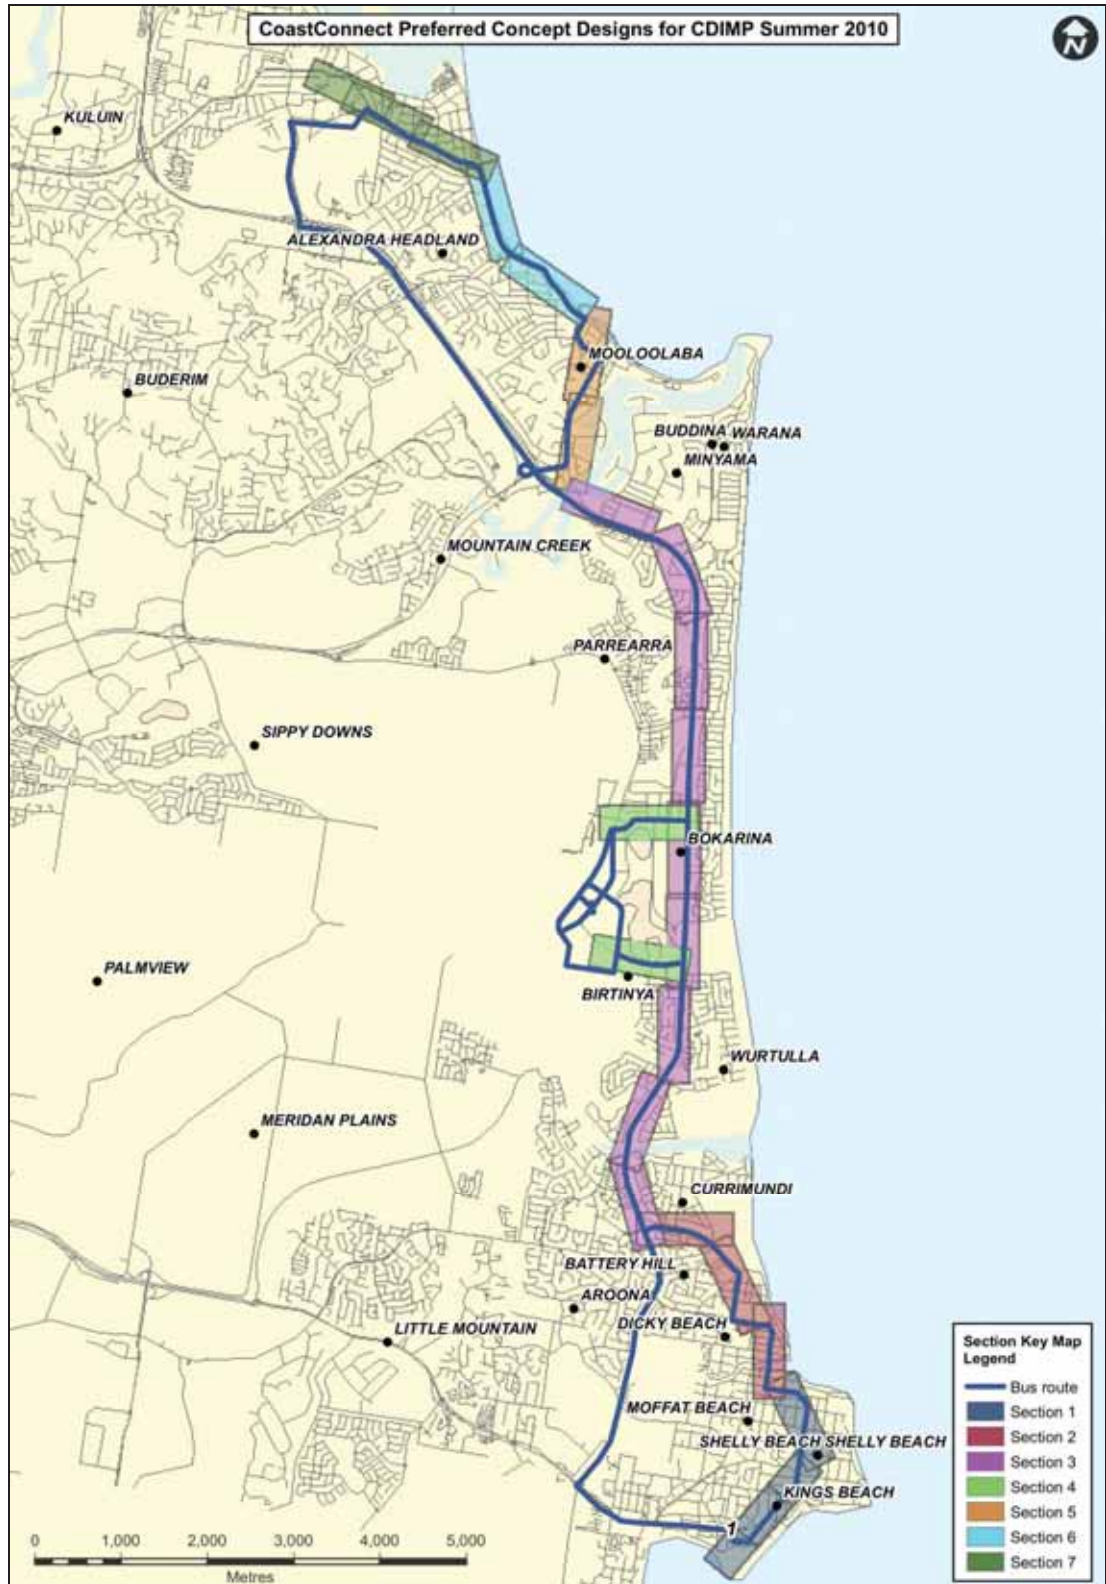 CoastConnect Preferred Concept Designs for CDIMP Summer 2010
N
KULUIN
ALEXANDRA HEADLAND
MOOLOOLABA
BUDERIM
BUDDINA WARANA
MINYAMA
MOUNTAIN CREEK
PARREARRA
SIPPY DOWNS
BOKARINA
PALMVIEW
BIRTINYA
WURTULLA
MERIDAN PLAINS
CURRIMUNDI
BATTERY HILL
AROONA
DICKY BEACH
LITTLE MOUNTAIN
MOFFAT BEACH
SHELLY BEACH SHELLY BEACH
KINGS BEACH
1
Section Key Map
Legend
Bus route
Section 1
Section 2
Section 3
Section 4
Section 5
Section 6
Section 7
0 1,000 2,000 3,000 4,000 5,000
Metres